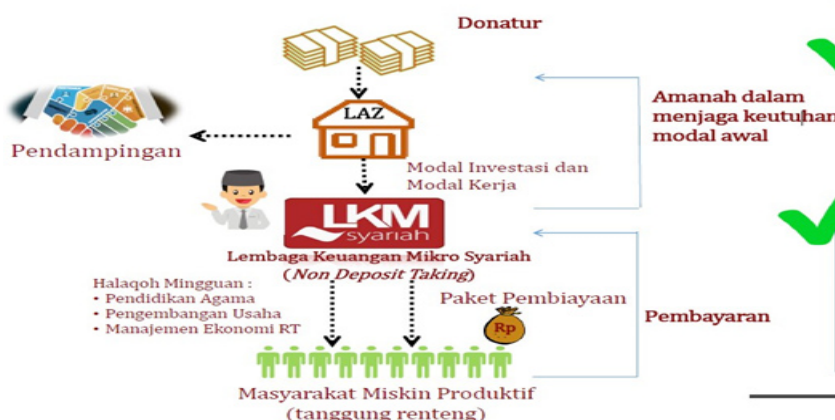 Donatur
LAZ
Pendampingan
Amanah dalam
menjaga keutuhan
modal awal
Modal Investasi dan
Modal Kerja
LKM
syariah
Lembaga Keuangan Mikro Syariah
(Non Deposit Taking)
Halaqoh Mingguan :
• Pendidikan Agama
• Pengembangan Usaha
• Manajemen Ekonomi RT
Paket Pembiayaan
Rp
Pembayaran
Masyarakat Miskin Produktif
(tanggung renteng)